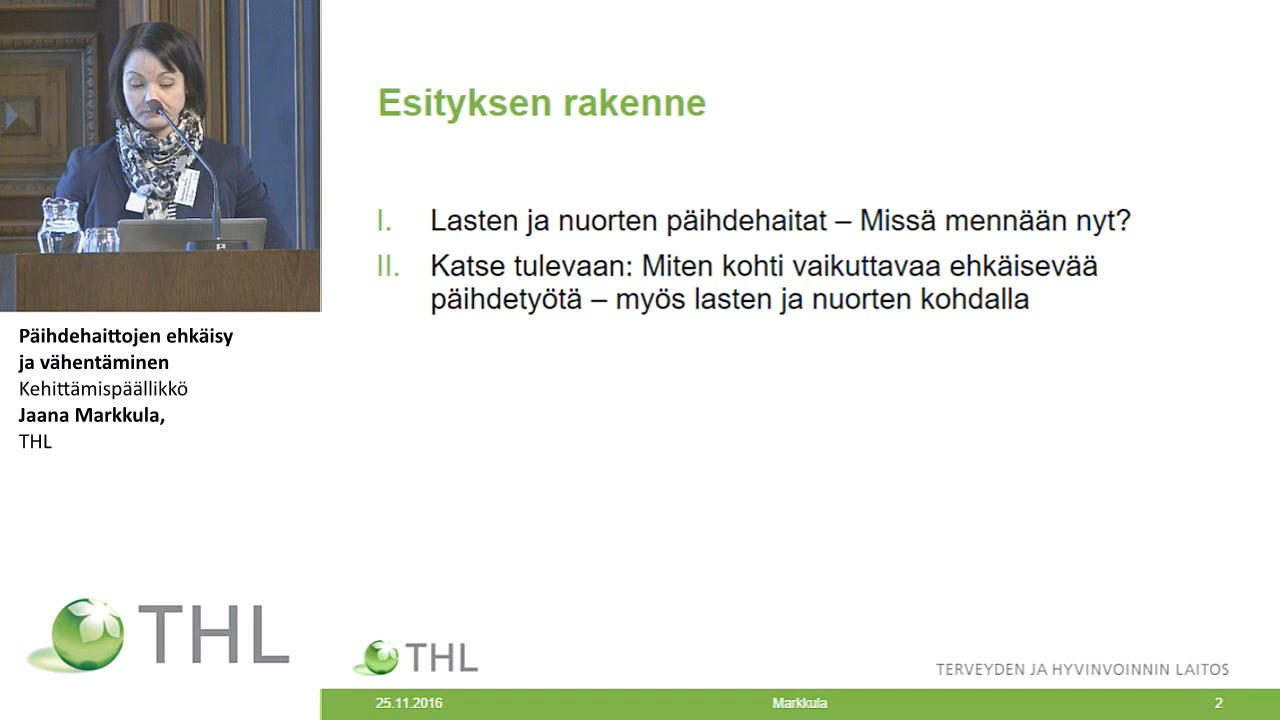 Esityksen rakenne
I. Lasten ja nuorten päihdehaitat – Missä mennään nyt?
II. Katse tulevaan: Miten kohti vaikuttavaa ehkäisevää
päihdetyötä – myös lasten ja nuorten kohdalla
Päihdehaittojen ehkäisy
ja vähentäminen
Kehittämispäällikkö
Jaana Markkula,
THL
THL
THL
TERVEYDEN JA HYVINVOINNIN LAITOS
25.11.2016 Markkula 2